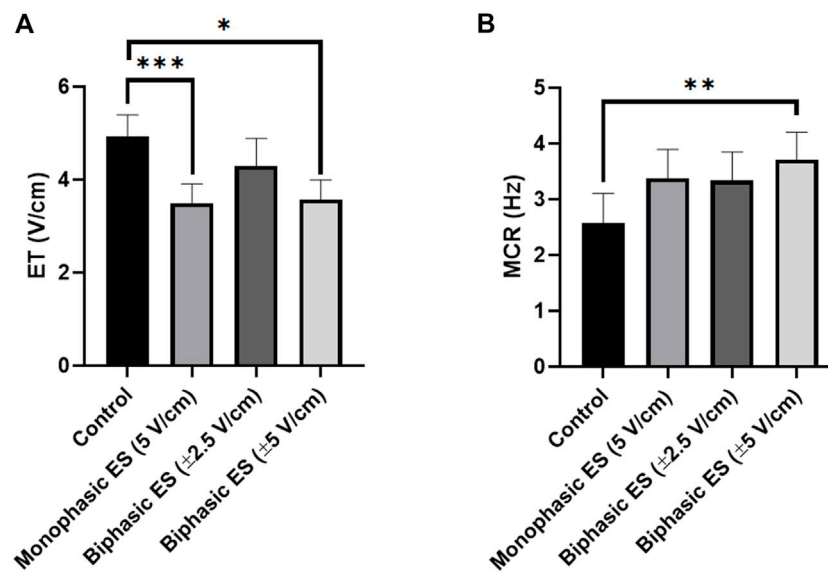 A
*
***
6
4
2
0
ET (V/cm)
Control
Monophasic ES (5 V/cm)
Biphasic ES (±2.5 V/cm)
Biphasic ES (±5 V/cm)
B
**
5
4
3
2
1
0
MCR (Hz)
Control
Monophasic ES (5 V/cm)
Biphasic ES (±2.5 V/cm)
Biphasic ES (±5 V/cm)